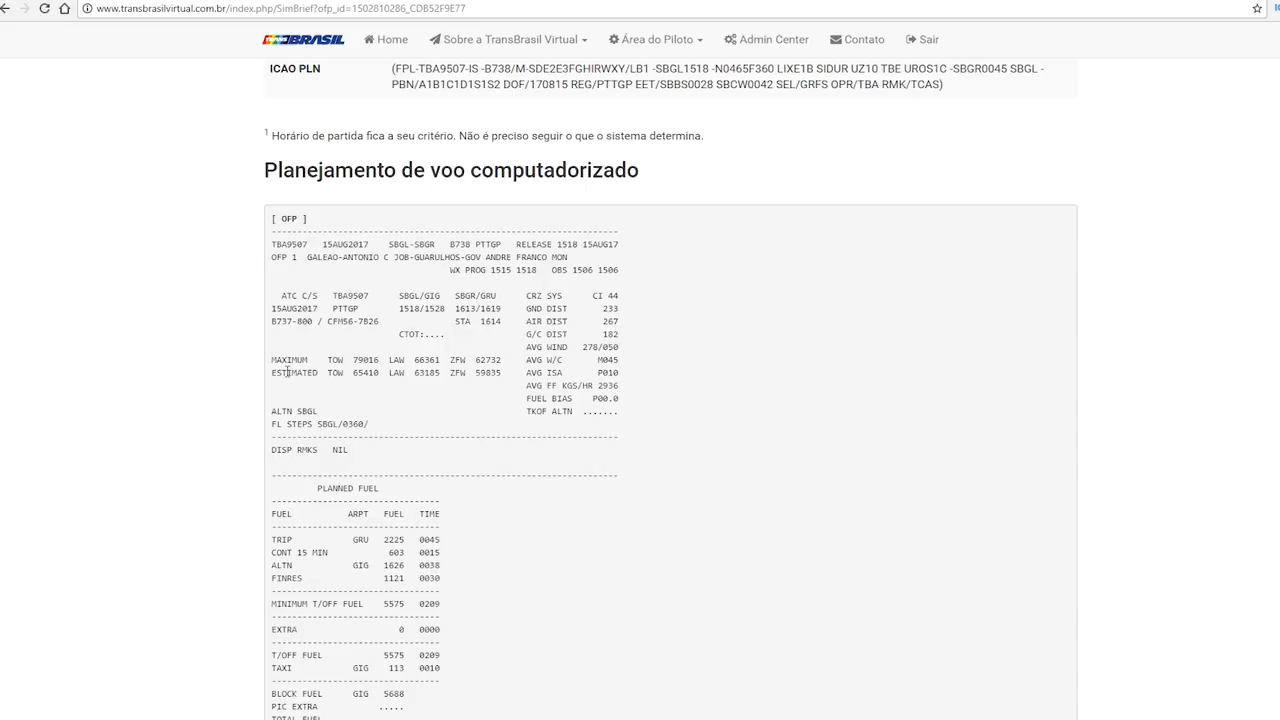 www.transbrasilvirtual.com.br/index.php/SimBrief?ofp_id=1502810286_CDB52F9E77
BRASIL Home Sobre a TransBrasil Virtual Área do Piloto Admin Center Contato Sair
ICAO PLN (FPL-TBA9507-IS -B738/M-SDE2E3FGHIRWXY/LB1 -SBGL1518 -N0465F360 LIXE1B SIDUR UZ10 TBE UROS1C -SBGR0045 SBGL -
PBN/A1B1C1D1S1S2 DOF/170815 REG/PTTGP EET/SBBS0028 SBCW0042 SEL/GRFS OPR/TBA RMK/TCAS)
1 Horário de partida fica a seu critério. Não é preciso seguir o que o sistema determina.
Planejamento de voo computadorizado
[ OFP ]
--------------------------------------------------------------------
TBA9507 15AUG2017 SBGL-SBGR B738 PTTGP RELEASE 1518 15AUG17
OFP 1 GALEAO-ANTONIO C JOB-GUARULHOS-GOV ANDRE FRANCO MON
WX PROG 1515 1518 OBS 1506 1506
ATC C/S TBA9507 SBGL/GIG SBGR/GRU CRZ SYS CI 44
15AUG2017 PTTGP 1518/1528 1613/1619 GND DIST 233
B737-800 / CFM56-7B26 STA 1614 AIR DIST 267
CTOT:.... G/C DIST 182
AVG WIND 278/050
MAXIMUM TOW 79016 LAW 66361 ZFW 62732 AVG W/C M045
ESTIMATED TOW 65410 LAW 63185 ZFW 59835 AVG ISA P010
AVG FF KGS/HR 2936
FUEL BIAS P00.0
ALTN SBGL TKOF ALTN .......
FL STEPS SBGL/0360/
--------------------------------------------------------------------
DISP RMKS NIL
--------------------------------------------------------------------
PLANNED FUEL
---------------------------------
FUEL ARPT FUEL TIME
---------------------------------
TRIP GRU 2225 0045
CONT 15 MIN 603 0015
ALTN GIG 1626 0038
FINRES 1121 0030
---------------------------------
MINIMUM T/OFF FUEL 5575 0209
---------------------------------
EXTRA 0 0000
---------------------------------
T/OFF FUEL 5575 0209
TAXI GIG 113 0010
---------------------------------
BLOCK FUEL GIG 5688
PIC EXTRA .....
TOTAL FUEL